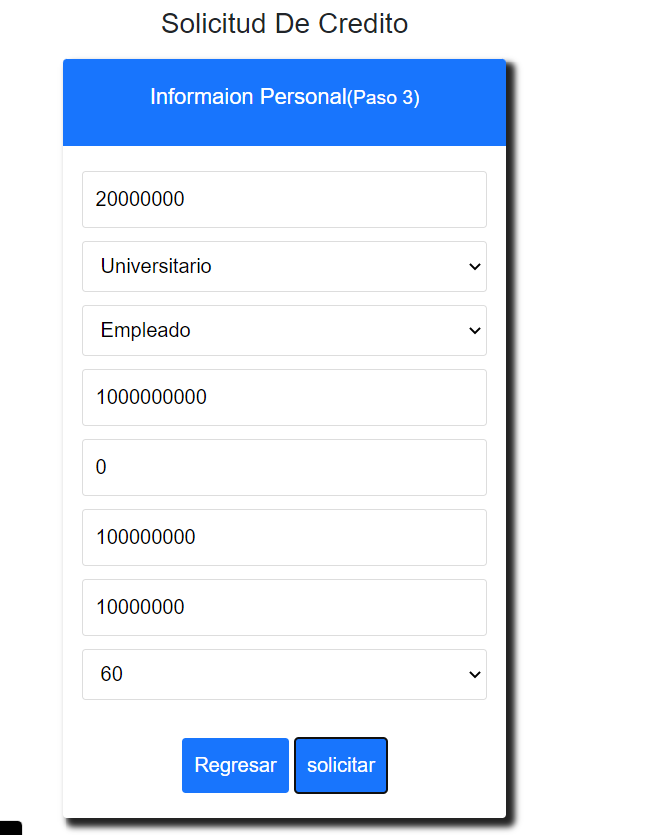 Solicitud De Credito
Informaion Personal(Paso 3)
20000000
Universitario
Empleado
1000000000
0
100000000
10000000
60
Regresar solicitar